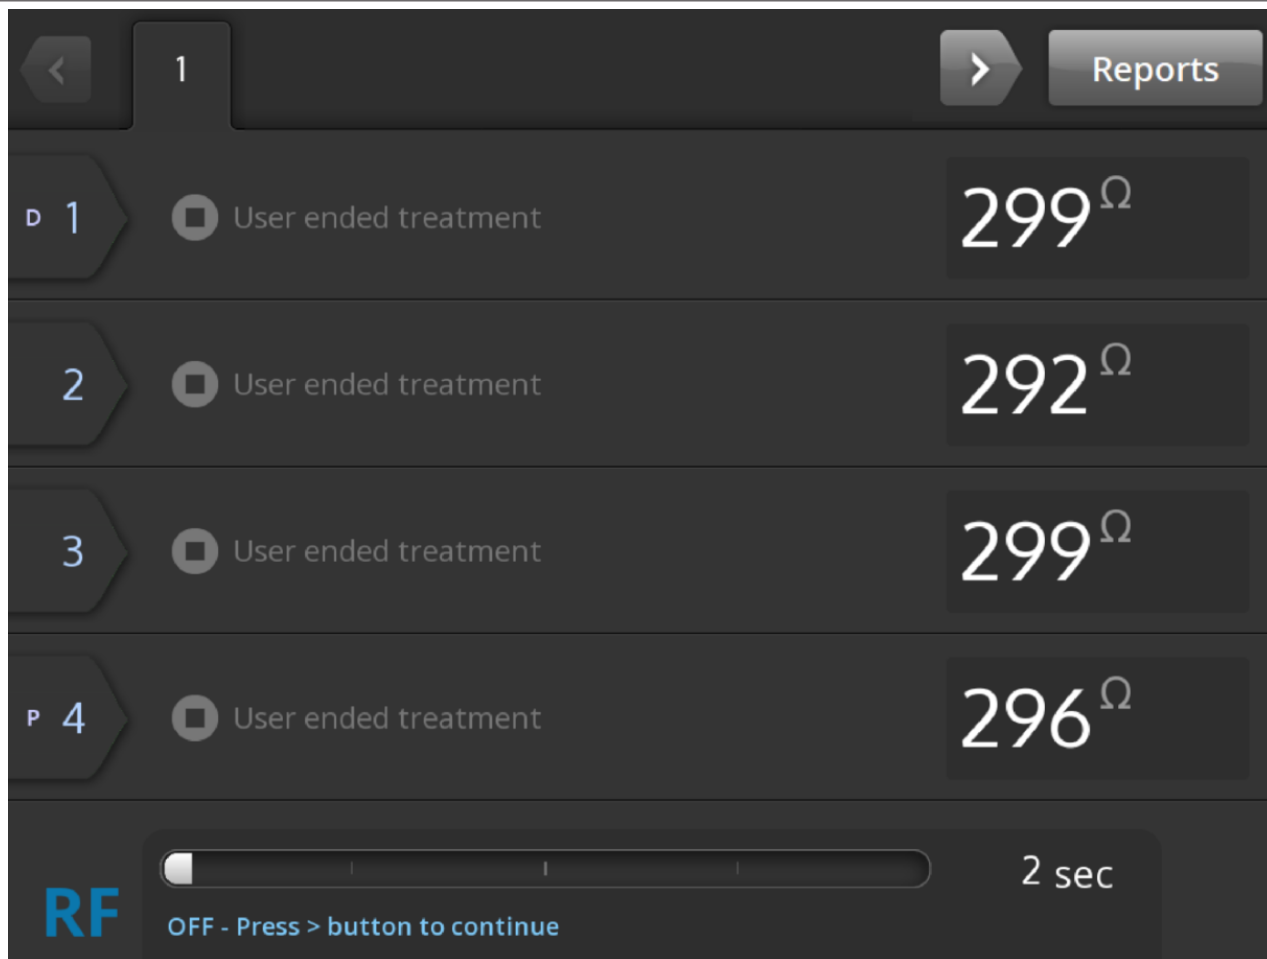 1 Reports
D 1 User ended treatment 299 Ω
2 User ended treatment 292 Ω
3 User ended treatment 299 Ω
P 4 User ended treatment 296 Ω
2 sec
RF
OFF - Press > button to continue